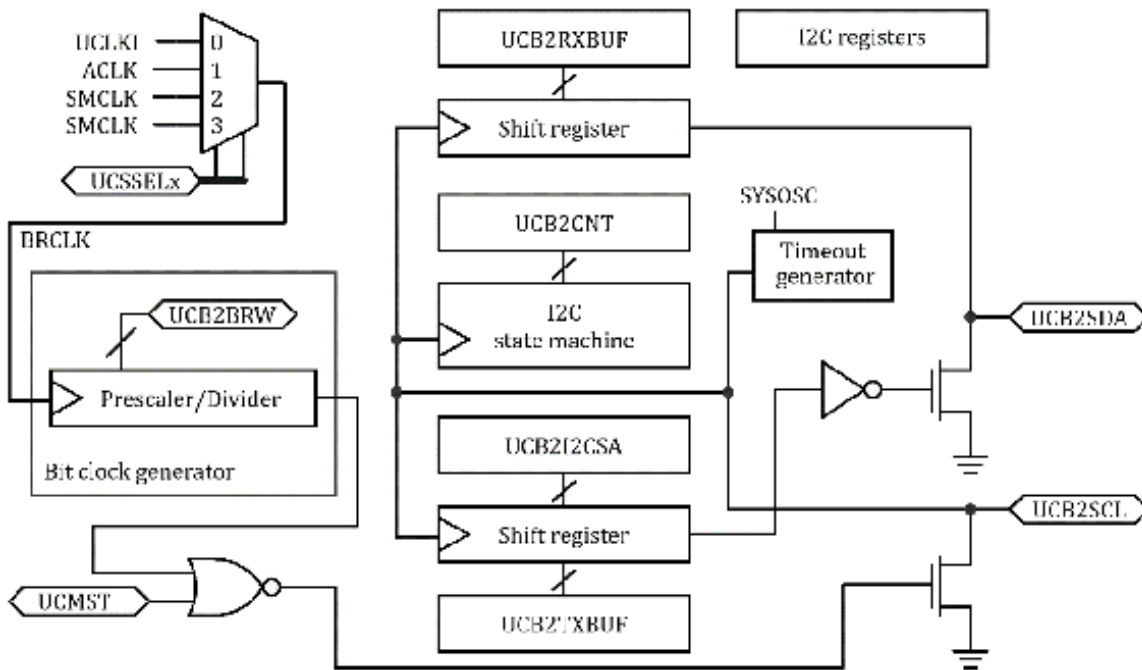 UCLKI
ACLK
SMCLK
SMCLK
0
1
2
3
UCSSELx
BRCLK
UCB2BRW
Prescaler/Divider
Bit clock generator
UCMST
UCB2RXBUF
Shift register
UCB2CNT
I2C
state machine
UCB2I2CSA
Shift register
UCB2TXBUF
I2C registers
SYSOSC
Timeout
generator
UCB2SDA
UCB2SCL